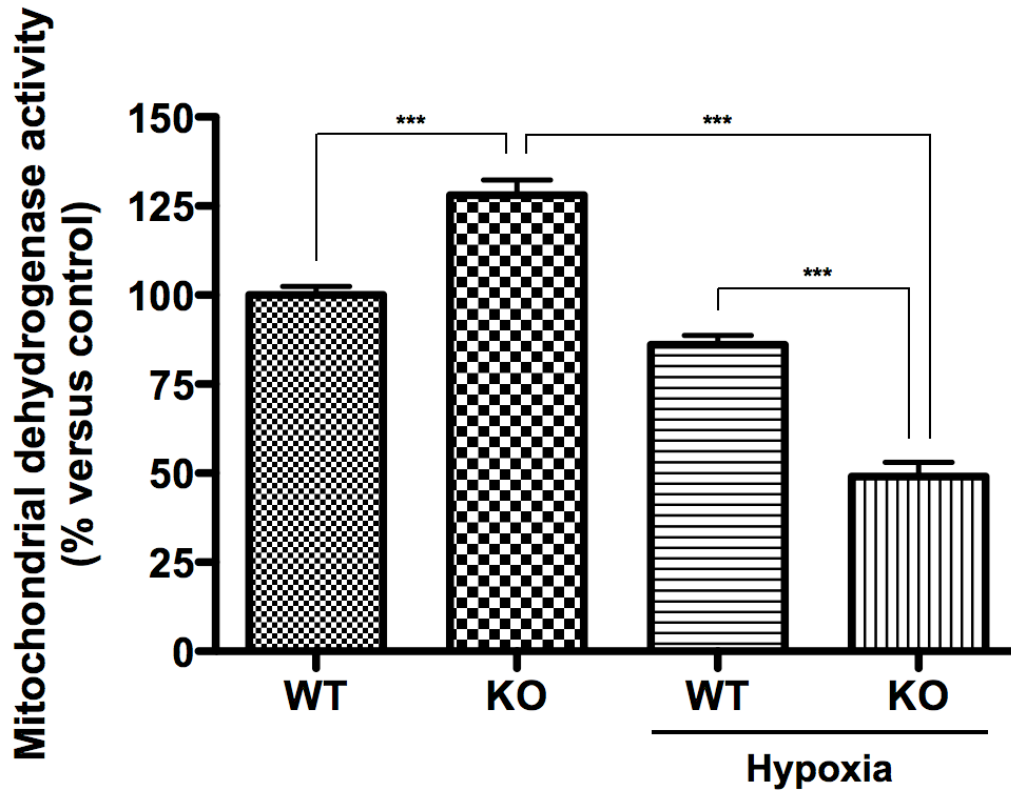 Mitochondrial dehydrogenase activity
(% versus control)
150
125
100
75
50
25
0
***
***
***
WT
KO
WT
KO
Hypoxia